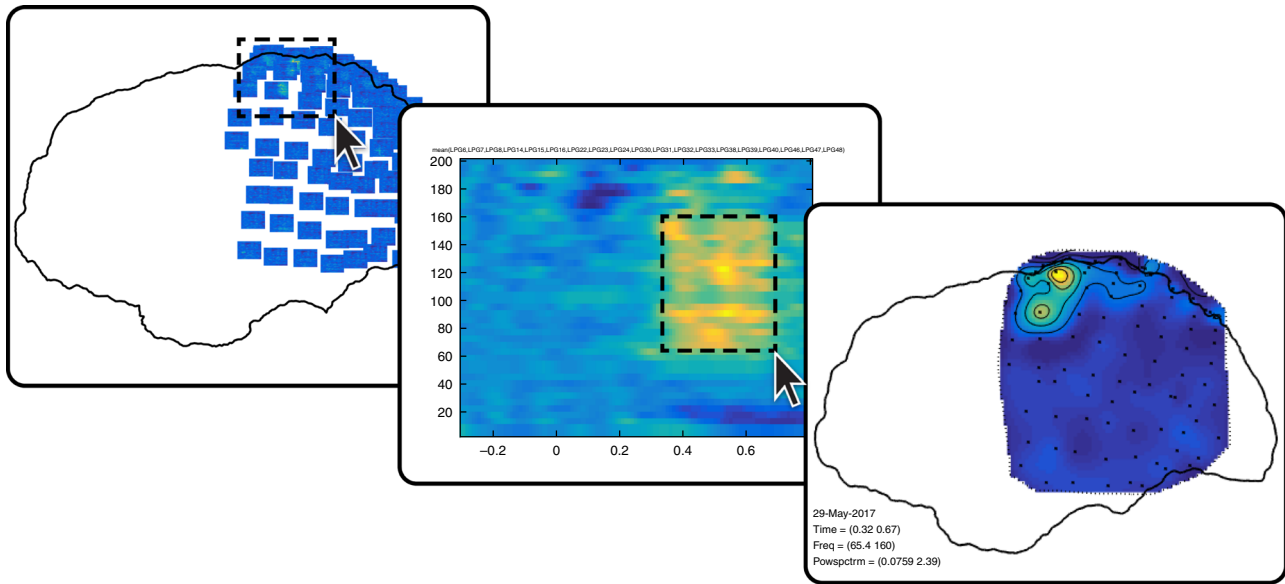 mean(LPG6,LPG7,LPG8,LPG14,LPG15,LPG16,LPG22,LPG23,LPG24,LPG30,LPG31,LPG32,LPG33,LPG38,LPG39,LPG40,LPG46,LPG47,LPG48)
200
180
160
140
120
100
80
60
40
20
–0.2 0 0.2 0.4 0.6
29-May-2017
Time = (0.32 0.67)
Freq = (65.4 160)
Powspctrm = (0.0759 2.39)